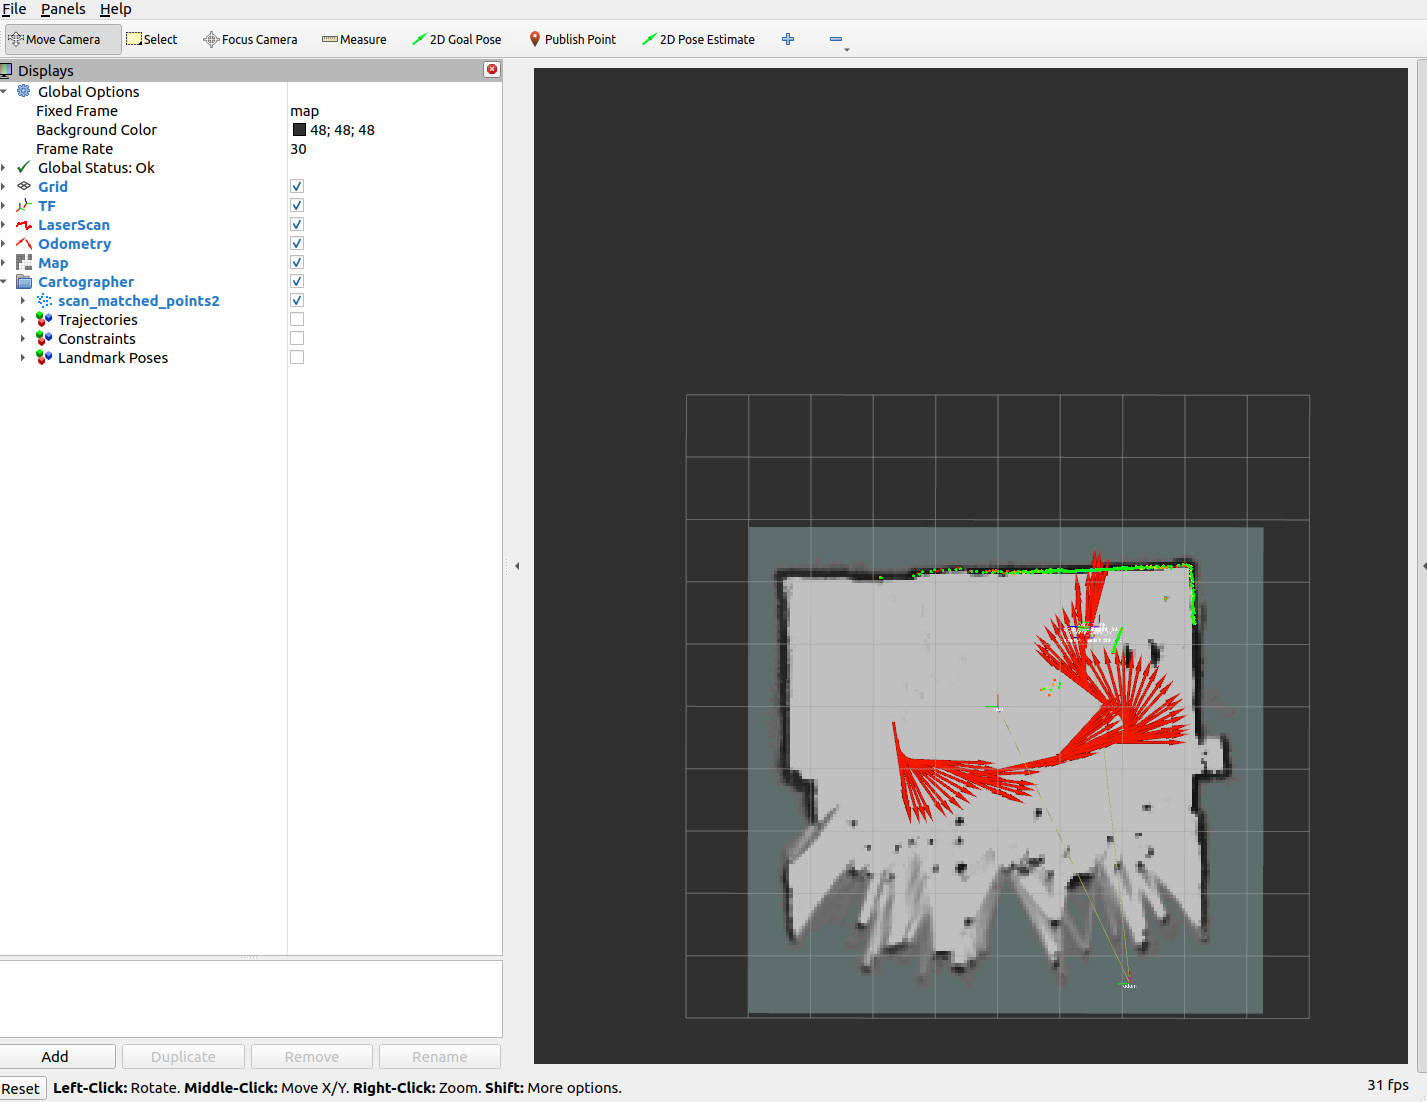 File Panels Help
Move Camera Select Focus Camera Measure 2D Goal Pose Publish Point 2D Pose Estimate
Displays
Global Options
Fixed Frame map
Background Color 48; 48; 48
Frame Rate 30
Global Status: Ok
Grid
TF
LaserScan
Odometry
Map
Cartographer
scan_matched_points2
Trajectories
Constraints
Landmark Poses
odom
Add Duplicate Remove Rename
Reset Left-Click: Rotate. Middle-Click: Move X/Y. Right-Click: Zoom. Shift: More options. 31 fps